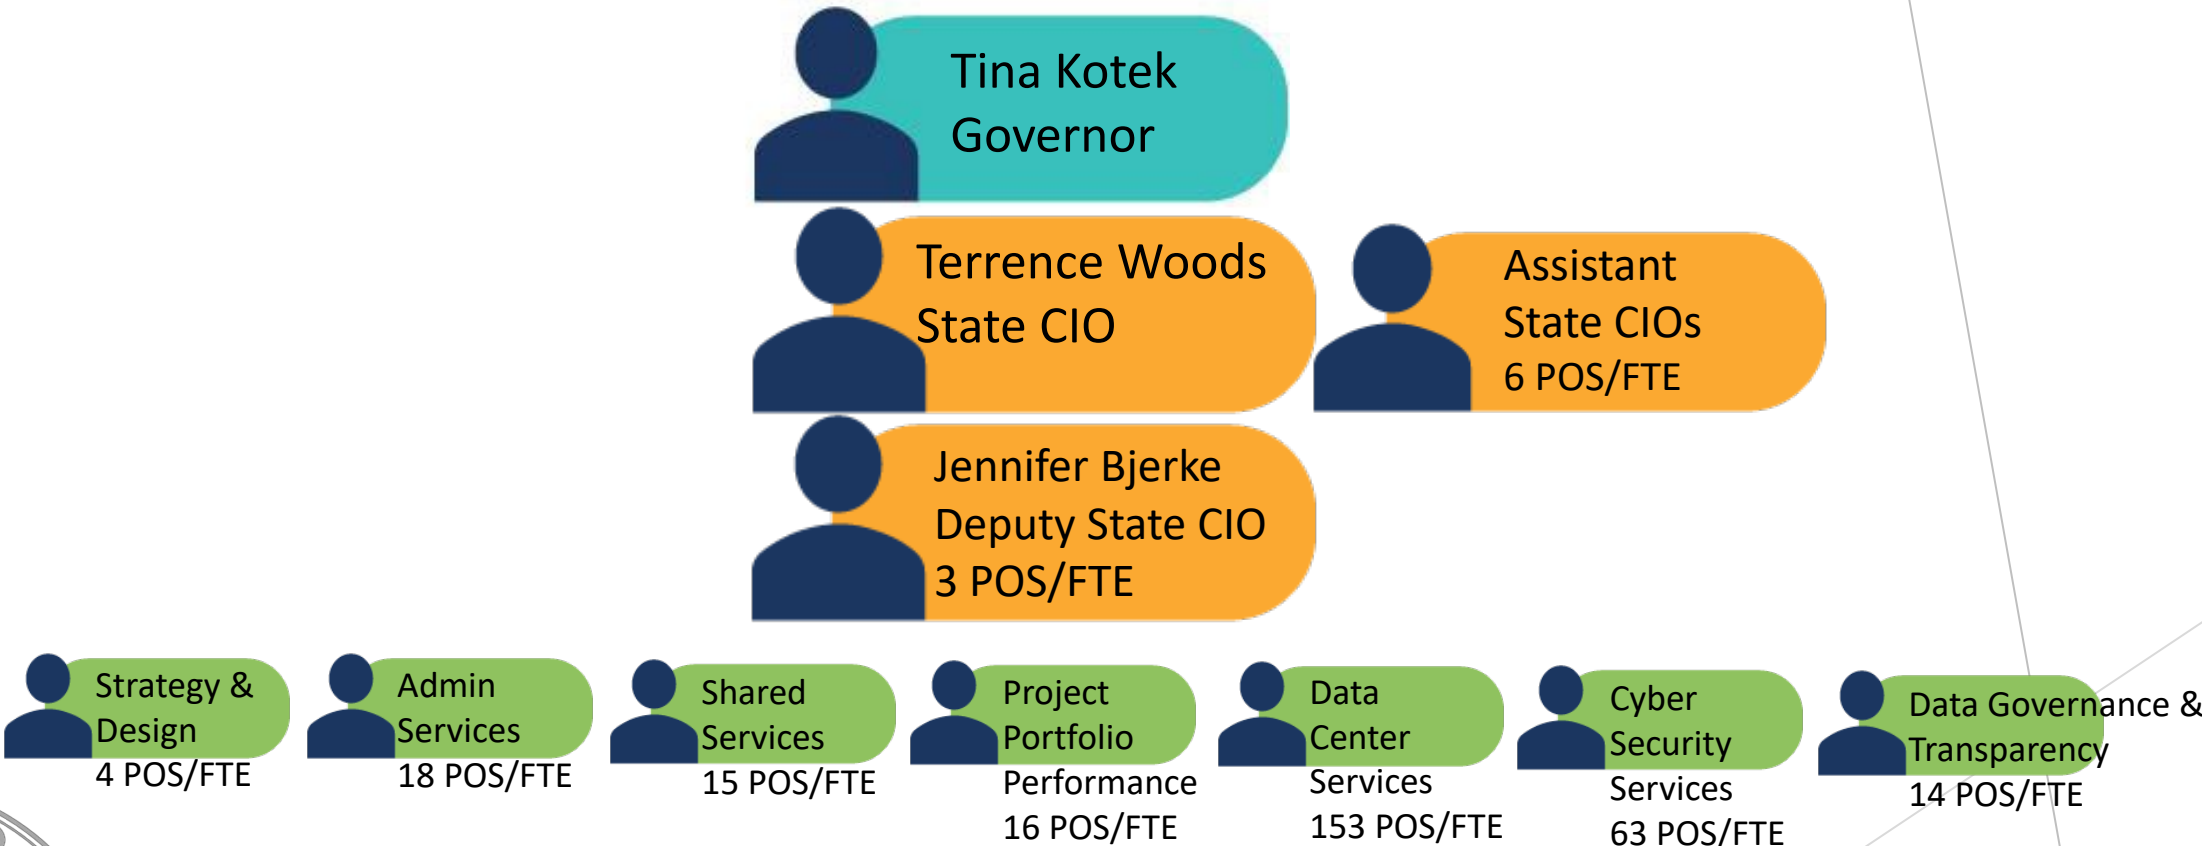 Tina Kotek
Governor
Terrence Woods
State CIO
Assistant
State CIOs
6 POS/FTE
Jennifer Bjerke
Deputy State CIO
3 POS/FTE
Strategy &
Design
4 POS/FTE
Admin
Services
18 POS/FTE
Shared
Services
15 POS/FTE
Project
Portfolio
Performance
16 POS/FTE
Data
Center
Services
153 POS/FTE
Cyber
Security
Services
63 POS/FTE
Data Governance &
Transparency
14 POS/FTE